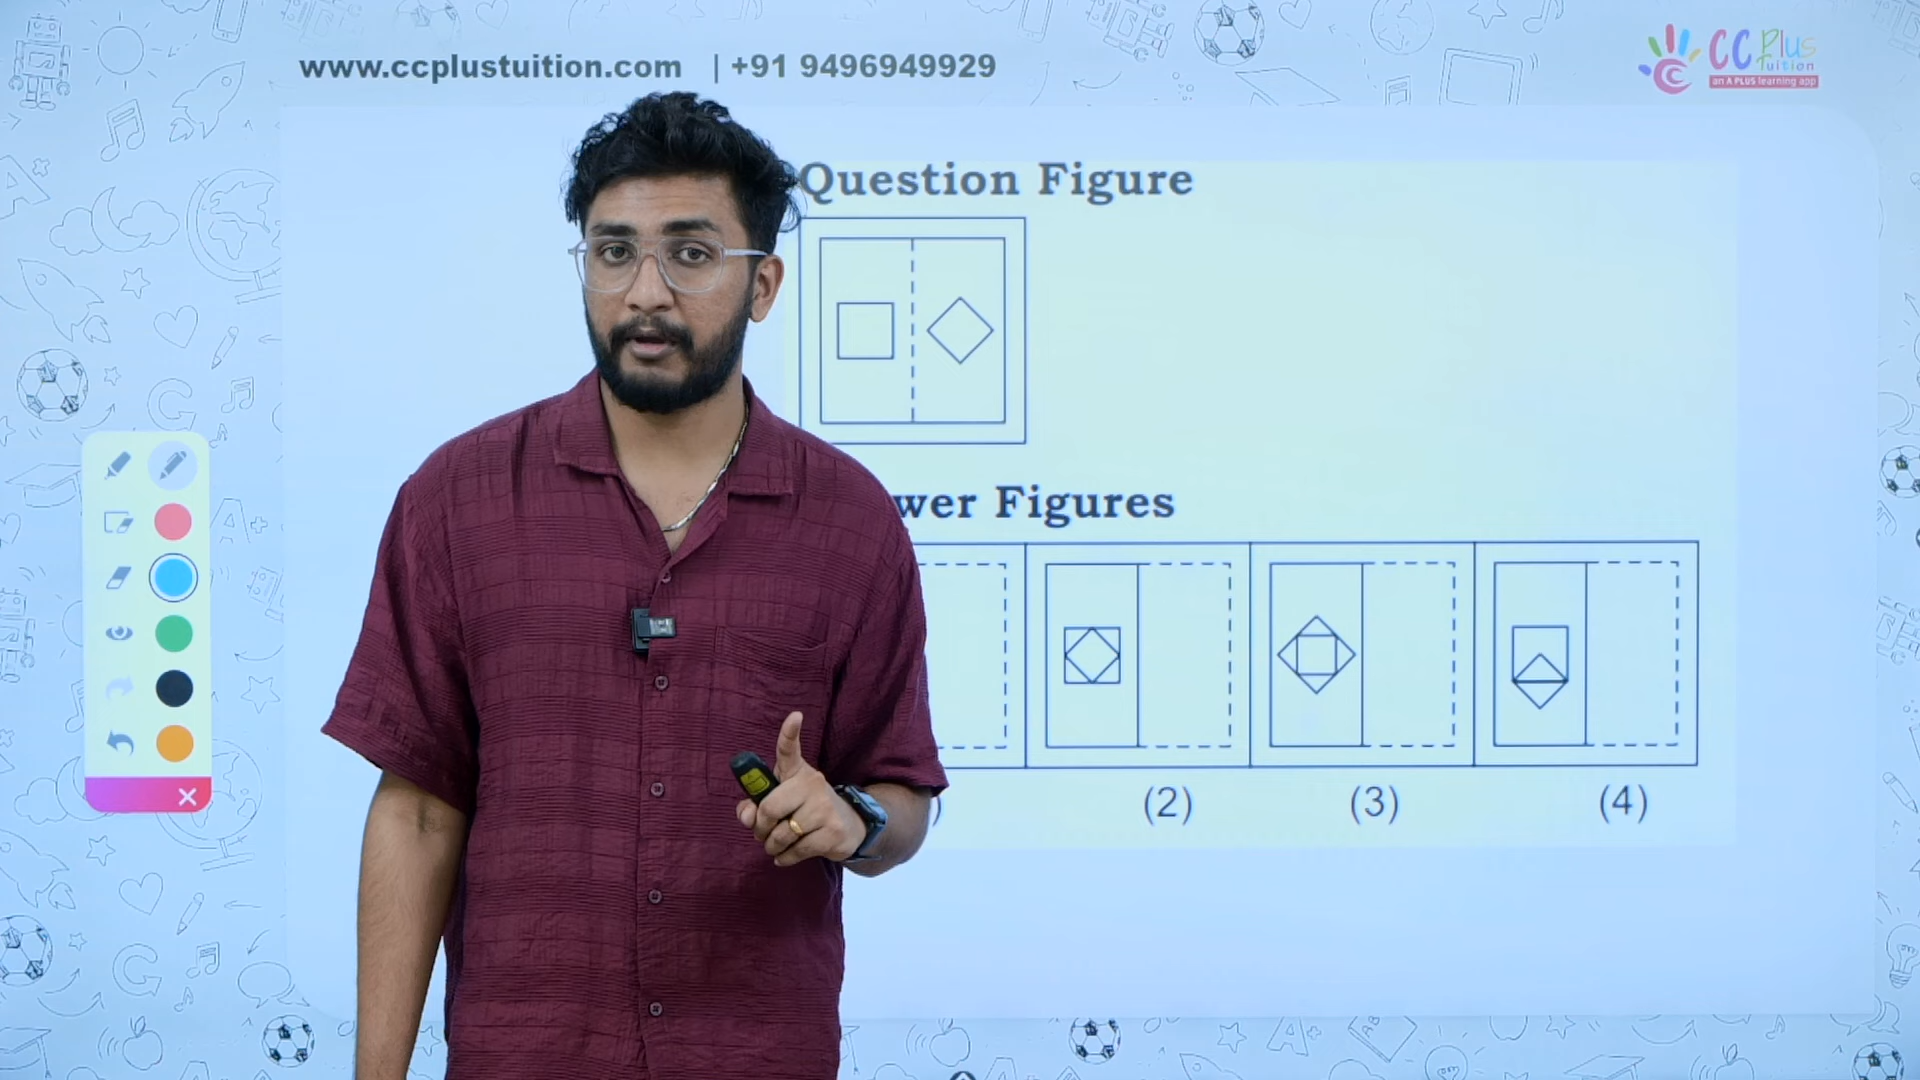 www.ccplustuition.com | +91 9496949929
CC Plus
Tuition
an A PLUS learning app
Question Figure
wer Figures
)
(2)
(3)
(4)